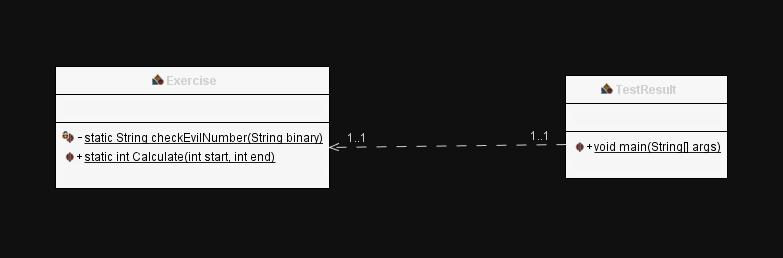 Exercise
- static String checkEvilNumber(String binary)
+ static int Calculate(int start, int end)
1..1
1..1
TestResult
+ void main(String[] args)